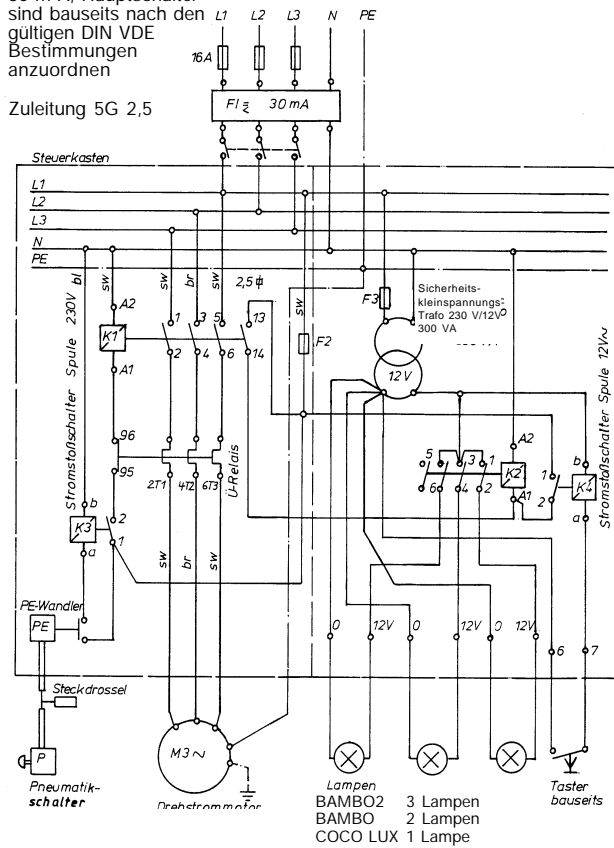 sind bauseits nach den
gültigen DIN VDE
Bestimmungen
anzuordnen
Zuleitung 5G 2,5
L1 L2 L3 N PE
16A
FI 30 mA
Steuerkasten
L1
L2
L3
N
PE
bl
sw
sw
br
sw
2,5
sw
F2
F3
Sicherheits-
kleinspannungs-
Trafo 230 V/12V
300 VA
12V
Stromstoßschalter Spule 230V
Stromstoßschalter Spule 12V~
A2
K1
A1
1 3 5 13
2 4 6 14
96
95
2T1 4T2 6T3
Ü-Relais
b
K3
a
2
1
5 3 1
6 4 2
A2
K2
A1
1
2
b
K4
a
sw br sw
PE-Wandler
PE
Steckdrossel
P
Pneumatik-
schalter
M3~
Drehstrommotor
0 12V 0 12V 0 12V 6 7
Lampen
BAMBO2 3 Lampen
BAMBO 2 Lampen
COCO LUX 1 Lampe
Taster
bauseits